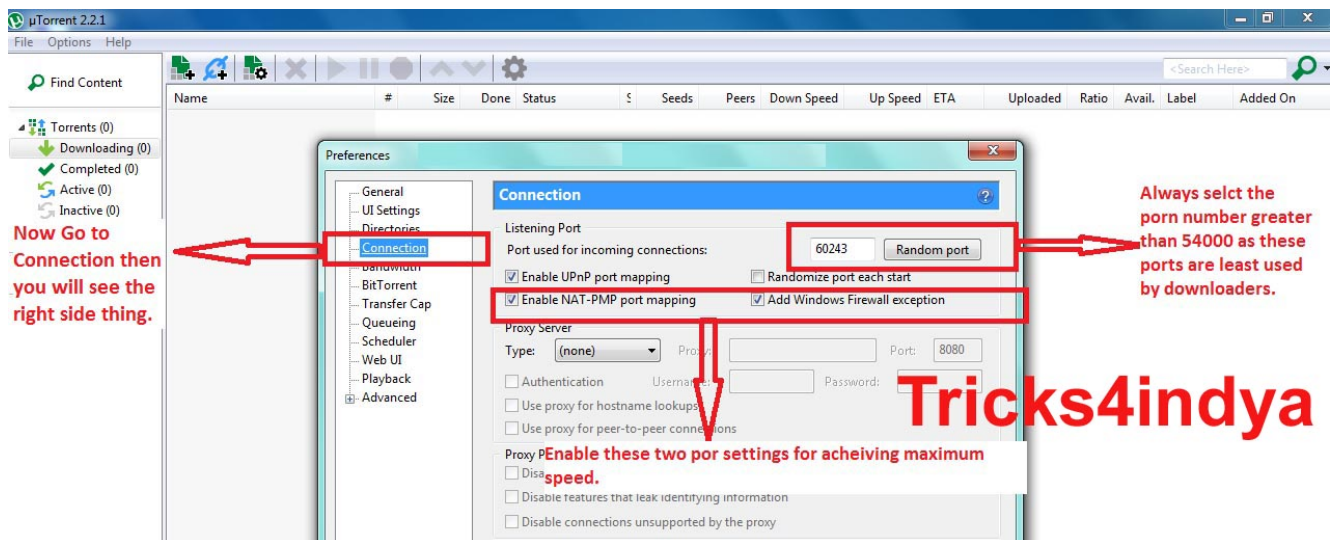 µTorrent 2.2.1
File Options Help
Find Content
<Search Here>
Name # Size Done Status S Seeds Peers Down Speed Up Speed ETA Uploaded Ratio Avail. Label Added On
Torrents (0)
Downloading (0)
Completed (0)
Active (0)
Inactive (0)
Now Go to
Connection then
you will see the
right side thing.
Preferences
General
UI Settings
Directories
Connection
Bandwidth
BitTorrent
Transfer Cap
Queueing
Scheduler
Web UI
Playback
Advanced
Connection
Listening Port
Port used for incoming connections: 60243 Random port
Enable UPnP port mapping Randomize port each start
Enable NAT-PMP port mapping Add Windows Firewall exception
Proxy Server
Type: (none) Proxy: Port: 8080
Authentication Username: Password:
Use proxy for hostname lookups
Use proxy for peer-to-peer connections
Proxy P
Disa
Enable these two por settings for acheiving maximum
speed.
Disable features that leak identifying information
Disable connections unsupported by the proxy
Always selct the
porn number greater
than 54000 as these
ports are least used
by downloaders.
Tricks4indya